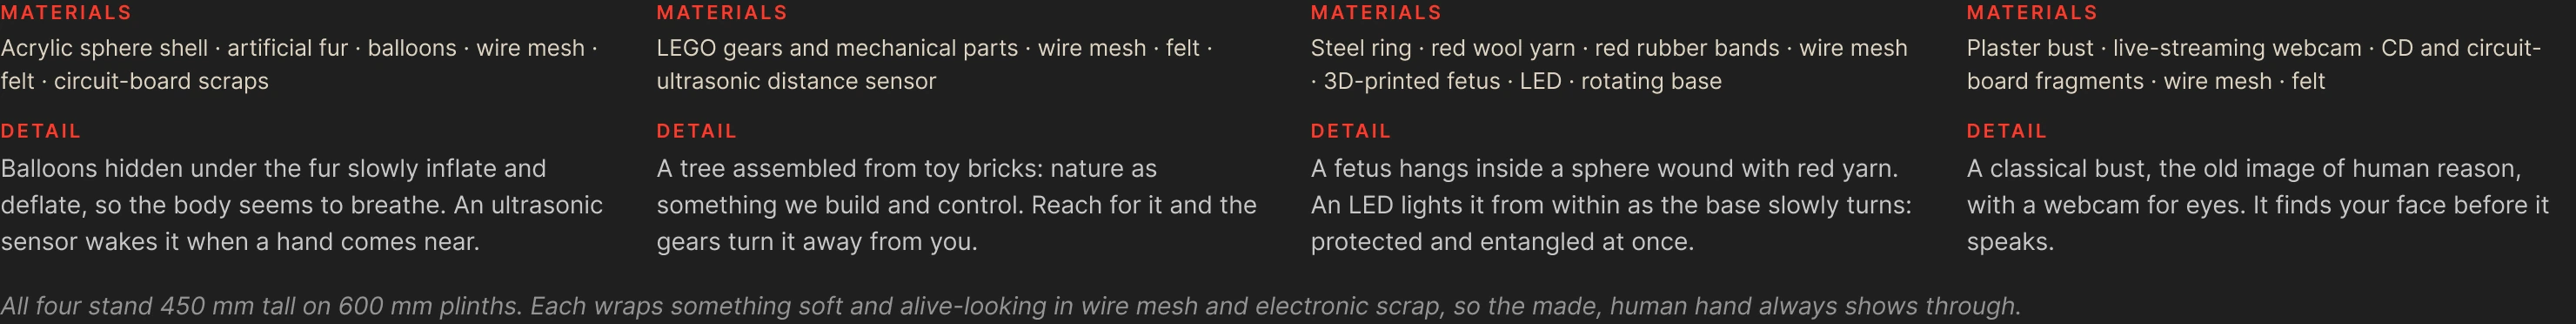 MATERIALS
Acrylic sphere shell · artificial fur · balloons · wire mesh ·
felt · circuit-board scraps
DETAIL
Balloons hidden under the fur slowly inflate and
deflate, so the body seems to breathe. An ultrasonic
sensor wakes it when a hand comes near.
MATERIALS
LEGO gears and mechanical parts · wire mesh · felt ·
ultrasonic distance sensor
DETAIL
A tree assembled from toy bricks: nature as
something we build and control. Reach for it and the
gears turn it away from you.
MATERIALS
Steel ring · red wool yarn · red rubber bands · wire mesh
· 3D-printed fetus · LED · rotating base
DETAIL
A fetus hangs inside a sphere wound with red yarn.
An LED lights it from within as the base slowly turns:
protected and entangled at once.
MATERIALS
Plaster bust · live-streaming webcam · CD and circuit-
board fragments · wire mesh · felt
DETAIL
A classical bust, the old image of human reason,
with a webcam for eyes. It finds your face before it
speaks.
All four stand 450 mm tall on 600 mm plinths. Each wraps something soft and alive-looking in wire mesh and electronic scrap, so the made, human hand always shows through.